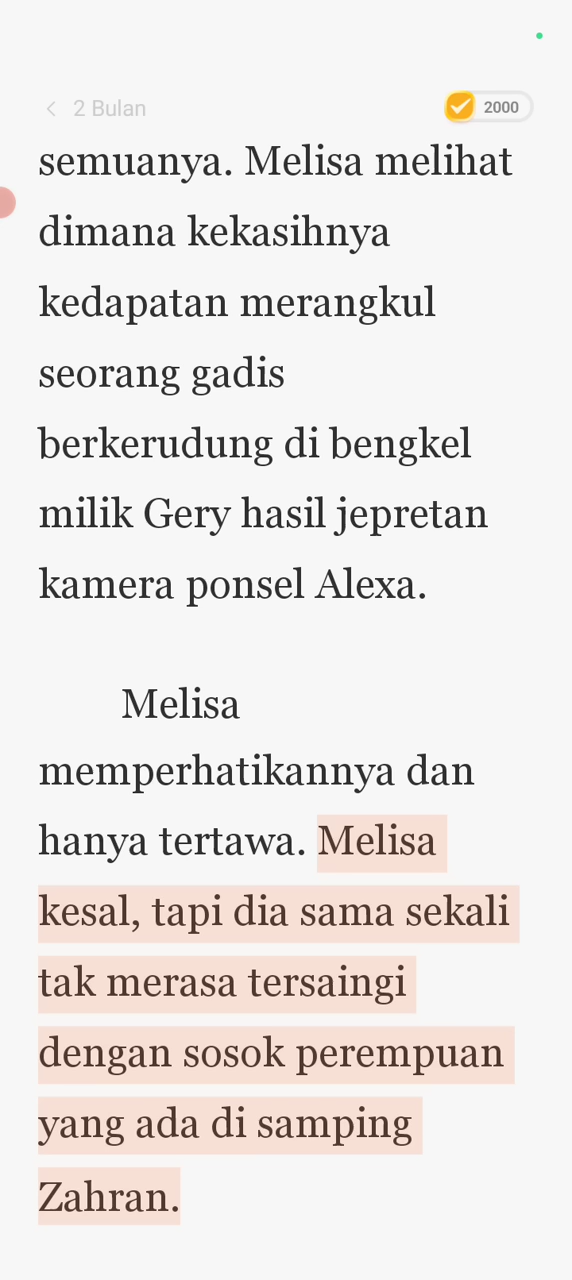 2 Bulan
2000
semuanya. Melisa melihat
dimana kekasihnya
kedapatan merangkul
seorang gadis
berkerudung di bengkel
milik Gery hasil jepretan
kamera ponsel Alexa.
Melisa
memperhatikannya dan
hanya tertawa. Melisa
kesal, tapi dia sama sekali
tak merasa tersaingi
dengan sosok perempuan
yang ada di samping
Zahran.